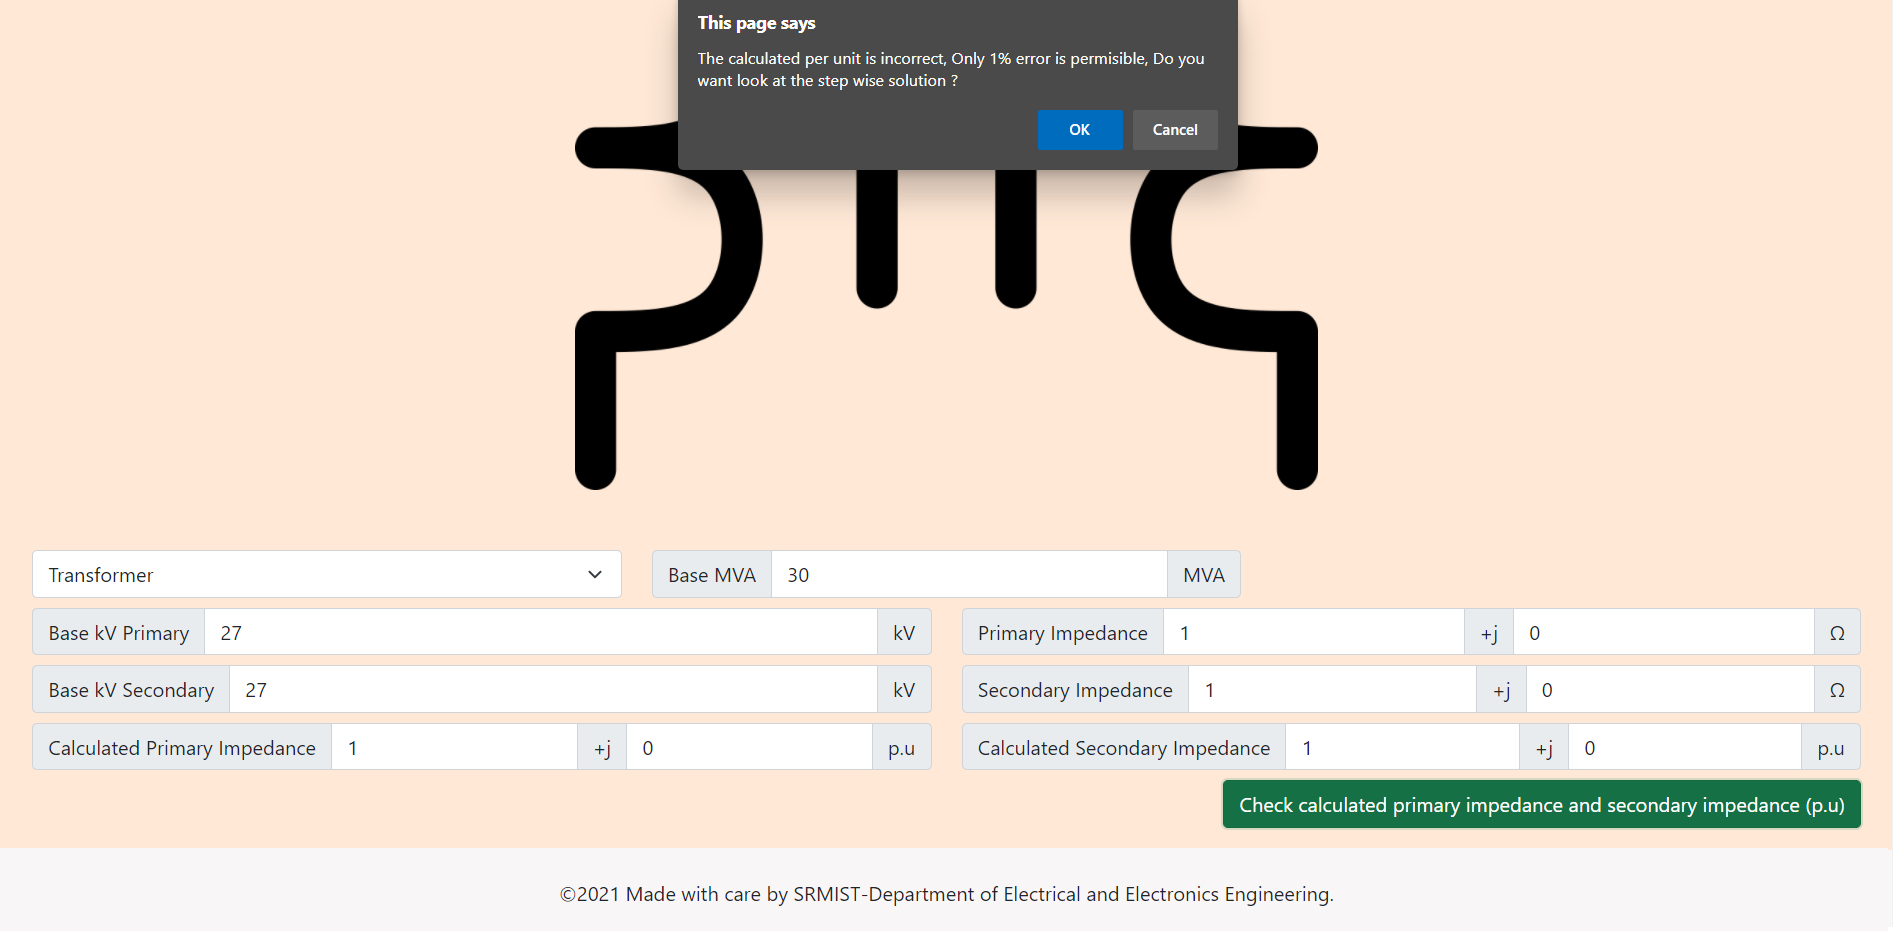 This page says
The calculated per unit is incorrect, Only 1% error is permisible, Do you
want look at the step wise solution ?
OK Cancel
Transformer Base MVA 30 MVA
Base kV Primary 27 kV Primary Impedance 1 +j 0 Ω
Base kV Secondary 27 kV Secondary Impedance 1 +j 0 Ω
Calculated Primary Impedance 1 +j 0 p.u Calculated Secondary Impedance 1 +j 0 p.u
Check calculated primary impedance and secondary impedance (p.u)
©2021 Made with care by SRMIST-Department of Electrical and Electronics Engineering.